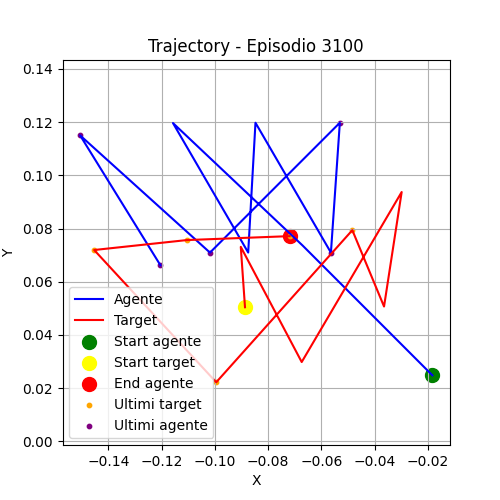 Trajectory - Episodio 3100
0.14
0.12
0.10
0.08
0.06
0.04
0.02
0.00
Y
Agente
Target
Start agente
Start target
End agente
Ultimi target
Ultimi agente
−0.14 −0.12 −0.10 −0.08 −0.06 −0.04 −0.02
X